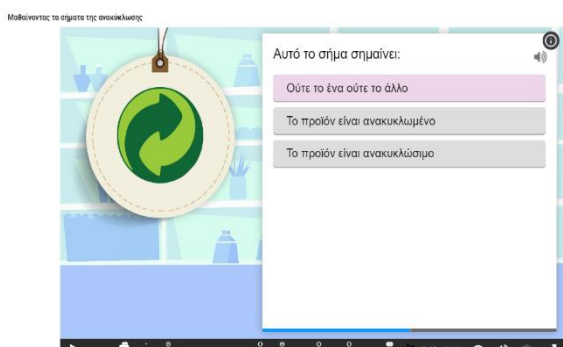 Μαθαίνοντας τα σήματα της ανακύκλωσης
Αυτό το σήμα σημαίνει:
Ούτε το ένα ούτε το άλλο
Το προϊόν είναι ανακυκλωμένο
Το προϊόν είναι ανακυκλώσιμο